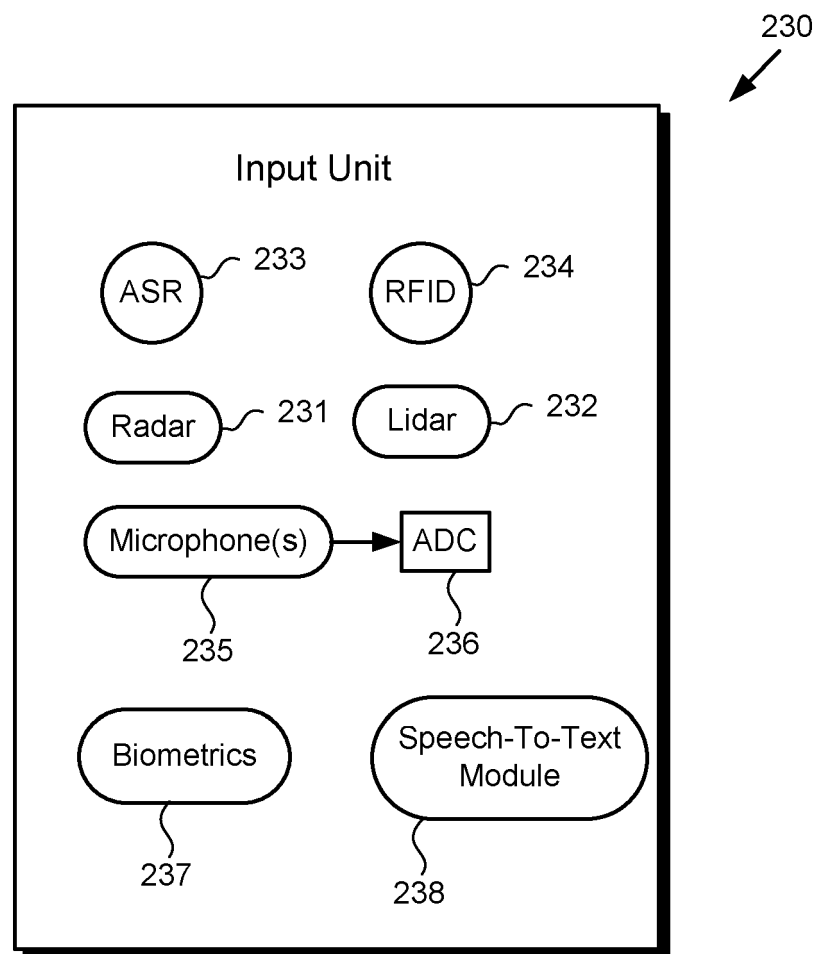 230
Input Unit
ASR
233
RFID
234
Radar
231
Lidar
232
Microphone(s)
ADC
235
236
Biometrics
Speech-To-Text
Module
237
238